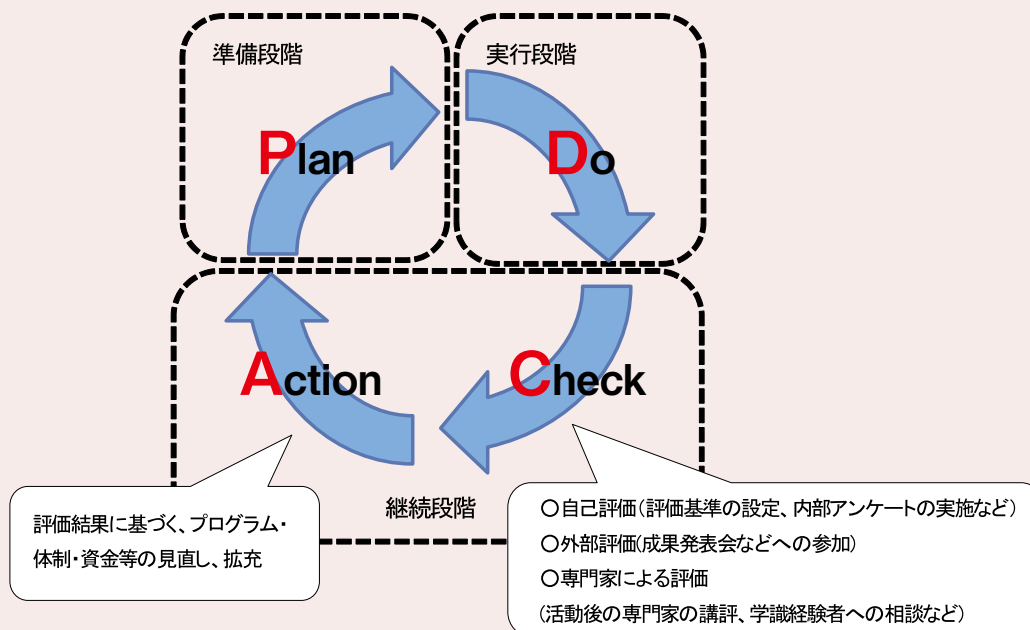 準備段階
実行段階
Plan
Do
Action
Check
継続段階
評価結果に基づく、プログラム・
体制・資金等の見直し、拡充
○自己評価(評価基準の設定、内部アンケートの実施など)
○外部評価(成果発表会などへの参加)
○専門家による評価
(活動後の専門家の講評、学識経験者への相談など)